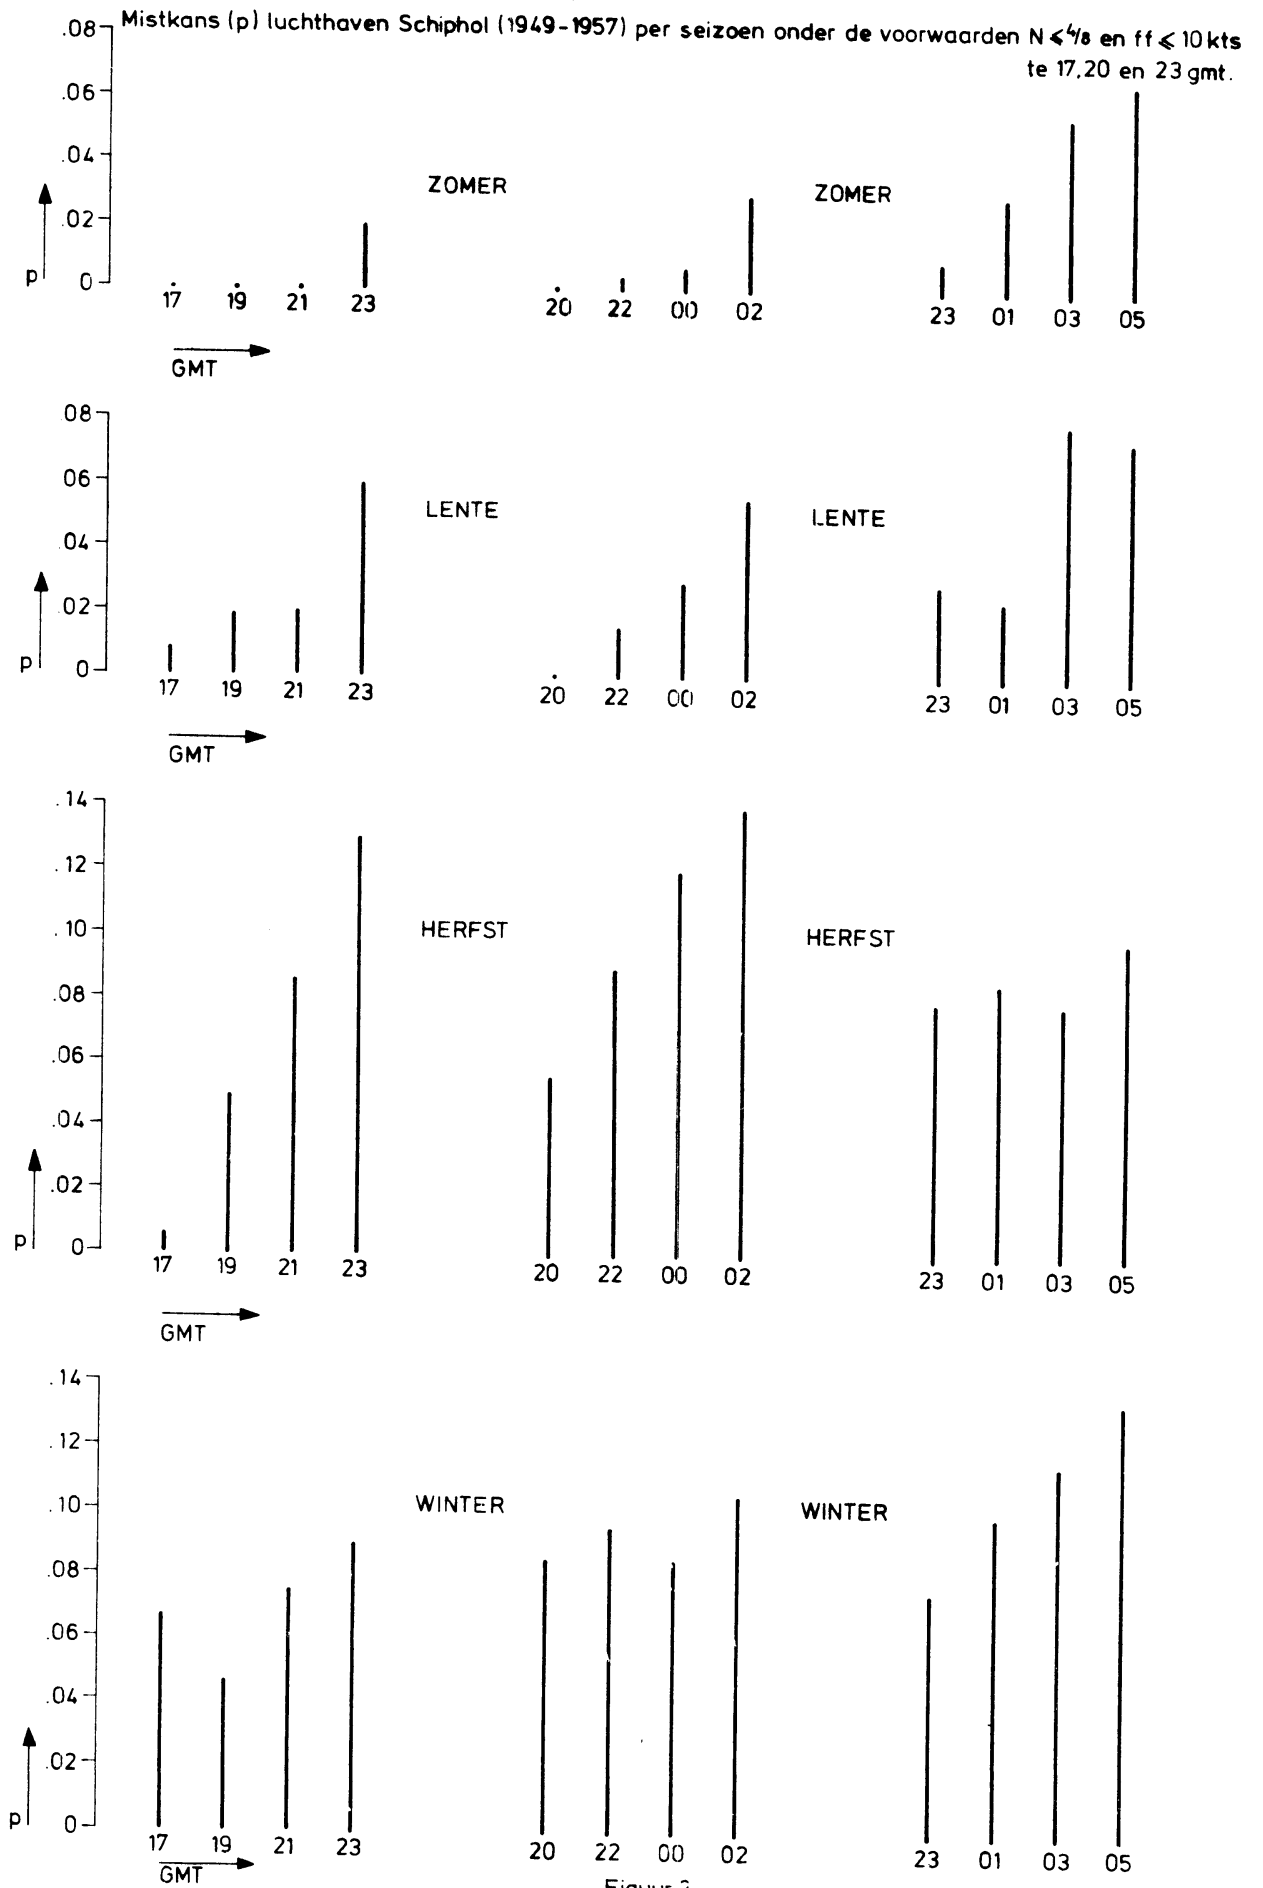 Mistkans (p) luchthaven Schiphol (1949-1957) per seizoen onder de voorwaarden N ⩽ 4/8 en ff ⩽ 10 kts
te 17,20 en 23 gmt.
.08
.06
.04
.02
0
p
ZOMER
ZOMER
17 19 21 23 20 22 00 02 23 01 03 05
GMT
08
06
.04
02
0
p
LENTE
LENTE
17 19 21 23 20 22 00 02 23 01 03 05
GMT
.14
.12
.10
.08
.06
.04
.02
0
p
HERFST
HERFST
17 19 21 23 20 22 00 02 23 01 03 05
GMT
.14
.12
.10
.08
.06
.04
.02
0
p
WINTER
WINTER
17 19 21 23 20 22 00 02 23 01 03 05
GMT